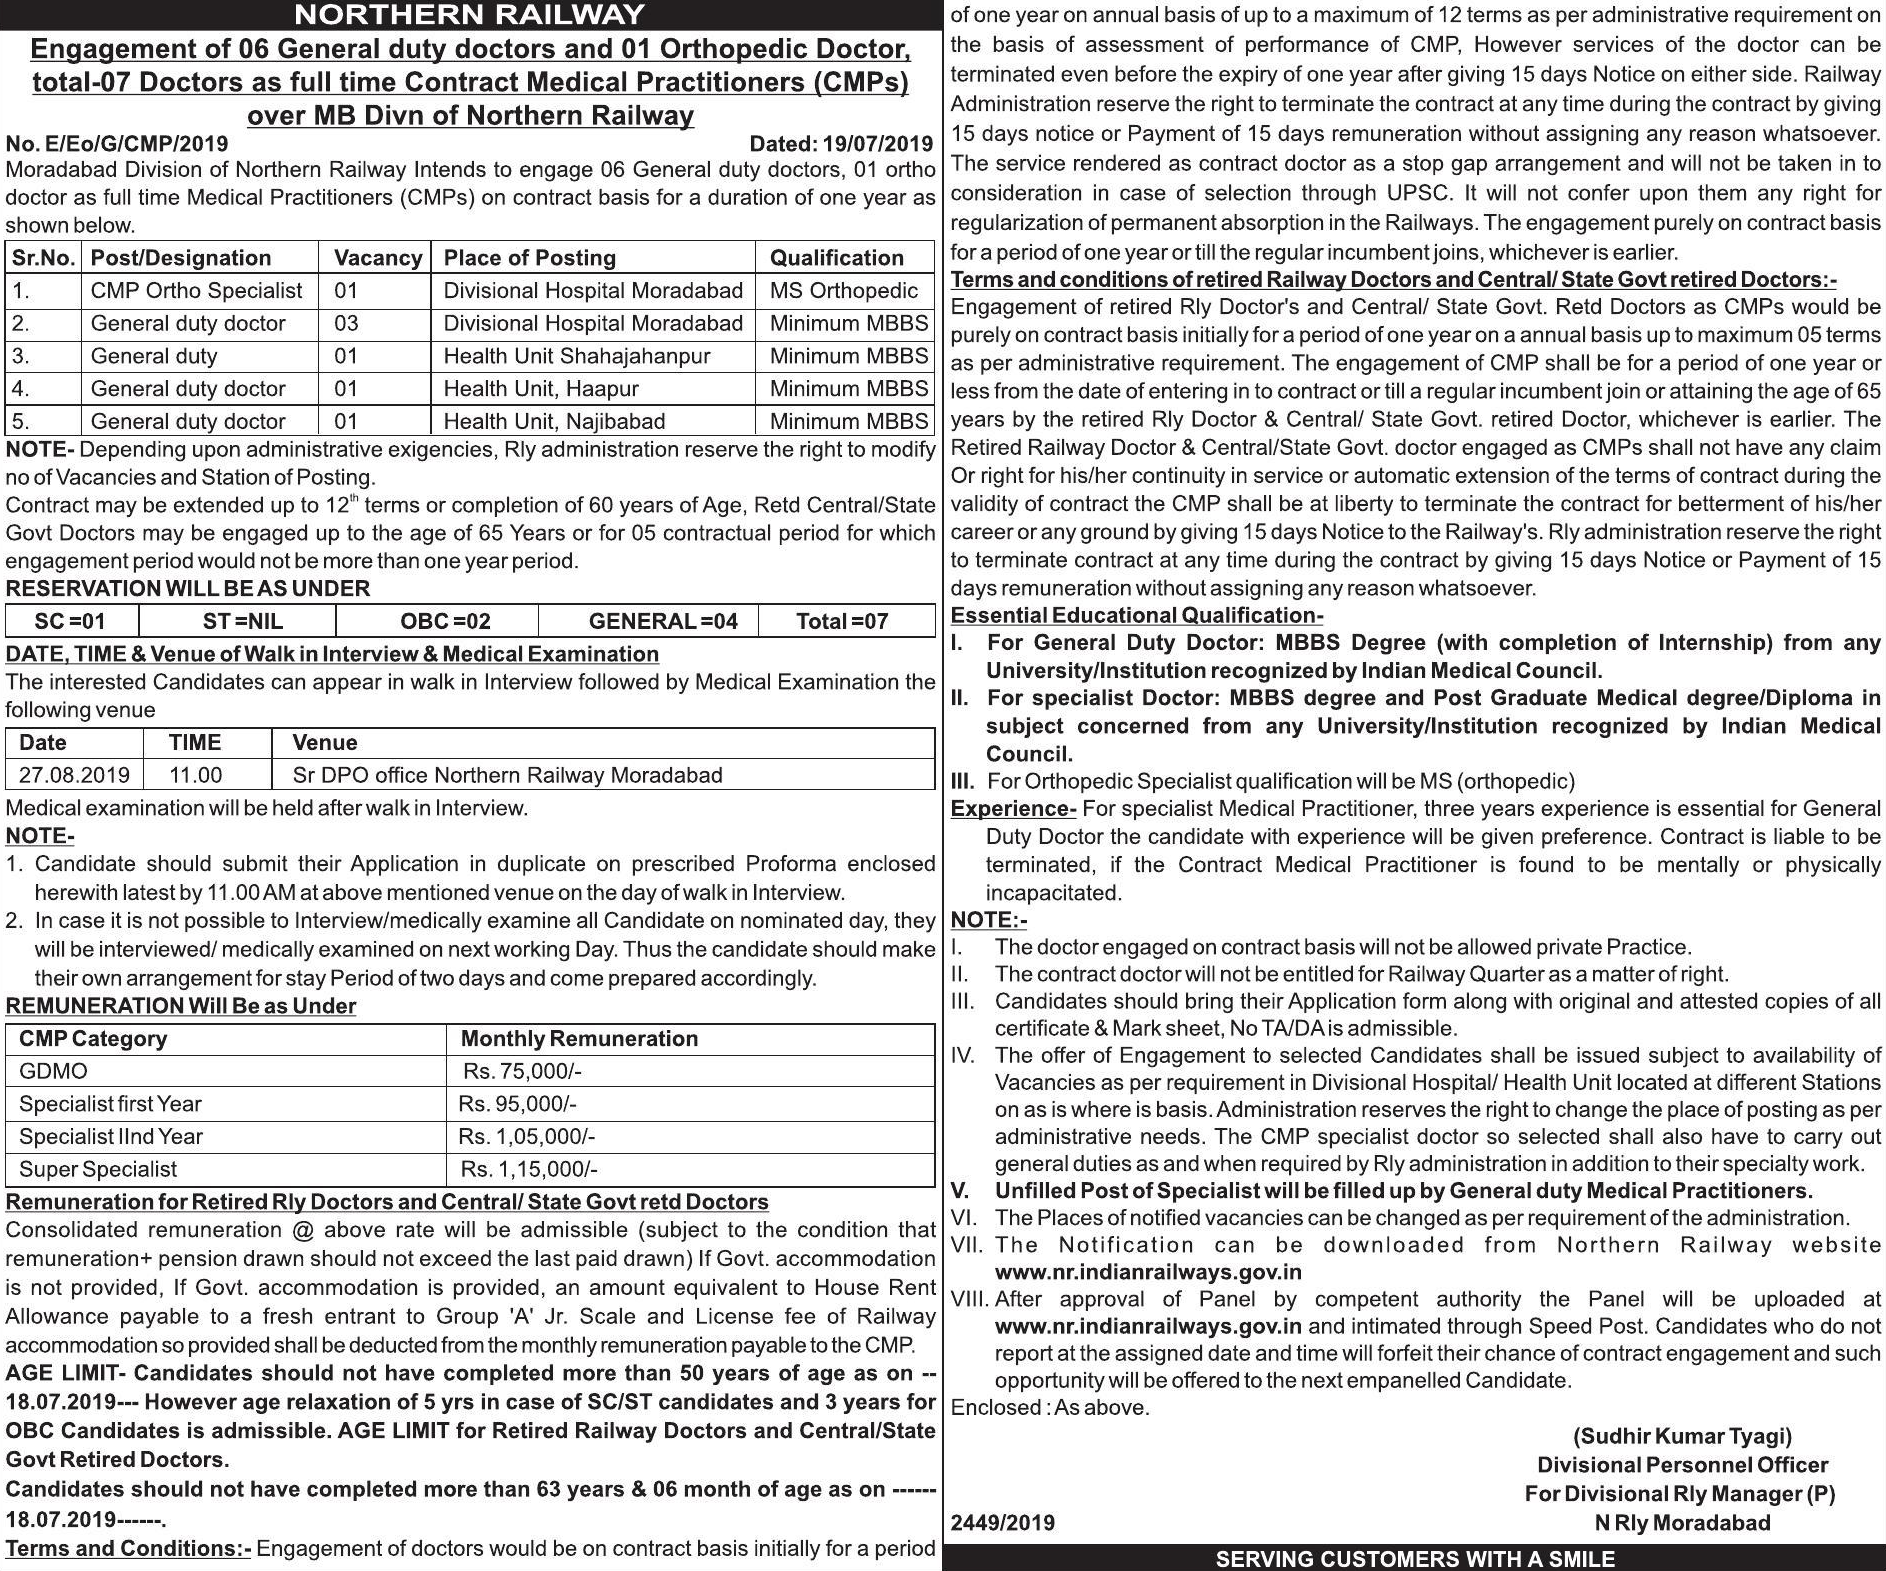 NORTHERN RAILWAY
Engagement of 06 General duty doctors and 01 Orthopedic Doctor,
total-07 Doctors as full time Contract Medical Practitioners (CMPs)
over MB Divn of Northern Railway
No. E/Eo/G/CMP/2019 Dated: 19/07/2019
Moradabad Division of Northern Railway Intends to engage 06 General duty doctors, 01 ortho
doctor as full time Medical Practitioners (CMPs) on contract basis for a duration of one year as
shown below.
Sr.No. Post/Designation Vacancy Place of Posting Qualification
1. CMP Ortho Specialist 01 Divisional Hospital Moradabad MS Orthopedic
2. General duty doctor 03 Divisional Hospital Moradabad Minimum MBBS
3. General duty 01 Health Unit Shahajahanpur Minimum MBBS
4. General duty doctor 01 Health Unit, Haapur Minimum MBBS
5. General duty doctor 01 Health Unit, Najibabad Minimum MBBS
NOTE- Depending upon administrative exigencies, Rly administration reserve the right to modify
no of Vacancies and Station of Posting.
Contract may be extended up to 12th terms or completion of 60 years of Age, Retd Central/State
Govt Doctors may be engaged up to the age of 65 Years or for 05 contractual period for which
engagement period would not be more than one year period.
RESERVATION WILL BE AS UNDER
SC =01 ST =NIL OBC =02 GENERAL =04 Total =07
DATE, TIME & Venue of Walk in Interview & Medical Examination
The interested Candidates can appear in walk in Interview followed by Medical Examination the
following venue
Date TIME Venue
27.08.2019 11.00 Sr DPO office Northern Railway Moradabad
Medical examination will be held after walk in Interview.
NOTE-
1. Candidate should submit their Application in duplicate on prescribed Proforma enclosed
herewith latest by 11.00 AM at above mentioned venue on the day of walk in Interview.
2. In case it is not possible to Interview/medically examine all Candidate on nominated day, they
will be interviewed/ medically examined on next working Day. Thus the candidate should make
their own arrangement for stay Period of two days and come prepared accordingly.
REMUNERATION Will Be as Under
CMP Category Monthly Remuneration
GDMO Rs. 75,000/-
Specialist first Year Rs. 95,000/-
Specialist IInd Year Rs. 1,05,000/-
Super Specialist Rs. 1,15,000/-
Remuneration for Retired Rly Doctors and Central/ State Govt retd Doctors
Consolidated remuneration @ above rate will be admissible (subject to the condition that
remuneration+ pension drawn should not exceed the last paid drawn) If Govt. accommodation
is not provided, If Govt. accommodation is provided, an amount equivalent to House Rent
Allowance payable to a fresh entrant to Group 'A' Jr. Scale and License fee of Railway
accommodation so provided shall be deducted from the monthly remuneration payable to the CMP.
AGE LIMIT- Candidates should not have completed more than 50 years of age as on --
18.07.2019--- However age relaxation of 5 yrs in case of SC/ST candidates and 3 years for
OBC Candidates is admissible. AGE LIMIT for Retired Railway Doctors and Central/State
Govt Retired Doctors.
Candidates should not have completed more than 63 years & 06 month of age as on ------
18.07.2019------.
Terms and Conditions:- Engagement of doctors would be on contract basis initially for a period
of one year on annual basis of up to a maximum of 12 terms as per administrative requirement on
the basis of assessment of performance of CMP, However services of the doctor can be
terminated even before the expiry of one year after giving 15 days Notice on either side. Railway
Administration reserve the right to terminate the contract at any time during the contract by giving
15 days notice or Payment of 15 days remuneration without assigning any reason whatsoever.
The service rendered as contract doctor as a stop gap arrangement and will not be taken in to
consideration in case of selection through UPSC. It will not confer upon them any right for
regularization of permanent absorption in the Railways. The engagement purely on contract basis
for a period of one year or till the regular incumbent joins, whichever is earlier.
Terms and conditions of retired Railway Doctors and Central/ State Govt retired Doctors:-
Engagement of retired Rly Doctor's and Central/ State Govt. Retd Doctors as CMPs would be
purely on contract basis initially for a period of one year on a annual basis up to maximum 05 terms
as per administrative requirement. The engagement of CMP shall be for a period of one year or
less from the date of entering in to contract or till a regular incumbent join or attaining the age of 65
years by the retired Rly Doctor & Central/ State Govt. retired Doctor, whichever is earlier. The
Retired Railway Doctor & Central/State Govt. doctor engaged as CMPs shall not have any claim
Or right for his/her continuity in service or automatic extension of the terms of contract during the
validity of contract the CMP shall be at liberty to terminate the contract for betterment of his/her
career or any ground by giving 15 days Notice to the Railway's. Rly administration reserve the right
to terminate contract at any time during the contract by giving 15 days Notice or Payment of 15
days remuneration without assigning any reason whatsoever.
Essential Educational Qualification-
I. For General Duty Doctor: MBBS Degree (with completion of Internship) from any
University/Institution recognized by Indian Medical Council.
II. For specialist Doctor: MBBS degree and Post Graduate Medical degree/Diploma in
subject concerned from any University/Institution recognized by Indian Medical
Council.
III. For Orthopedic Specialist qualification will be MS (orthopedic)
Experience- For specialist Medical Practitioner, three years experience is essential for General
Duty Doctor the candidate with experience will be given preference. Contract is liable to be
terminated, if the Contract Medical Practitioner is found to be mentally or physically
incapacitated.
NOTE:-
I. The doctor engaged on contract basis will not be allowed private Practice.
II. The contract doctor will not be entitled for Railway Quarter as a matter of right.
III. Candidates should bring their Application form along with original and attested copies of all
certificate & Mark sheet, No TA/DA is admissible.
IV. The offer of Engagement to selected Candidates shall be issued subject to availability of
Vacancies as per requirement in Divisional Hospital/ Health Unit located at different Stations
on as is where is basis. Administration reserves the right to change the place of posting as per
administrative needs. The CMP specialist doctor so selected shall also have to carry out
general duties as and when required by Rly administration in addition to their specialty work.
V. Unfilled Post of Specialist will be filled up by General duty Medical Practitioners.
VI. The Places of notified vacancies can be changed as per requirement of the administration.
VII. The Notification can be downloaded from Northern Railway website
www.nr.indianrailways.gov.in
VIII. After approval of Panel by competent authority the Panel will be uploaded at
www.nr.indianrailways.gov.in and intimated through Speed Post. Candidates who do not
report at the assigned date and time will forfeit their chance of contract engagement and such
opportunity will be offered to the next empanelled Candidate.
Enclosed : As above.
(Sudhir Kumar Tyagi)
Divisional Personnel Officer
For Divisional Rly Manager (P)
2449/2019 N Rly Moradabad
SERVING CUSTOMERS WITH A SMILE